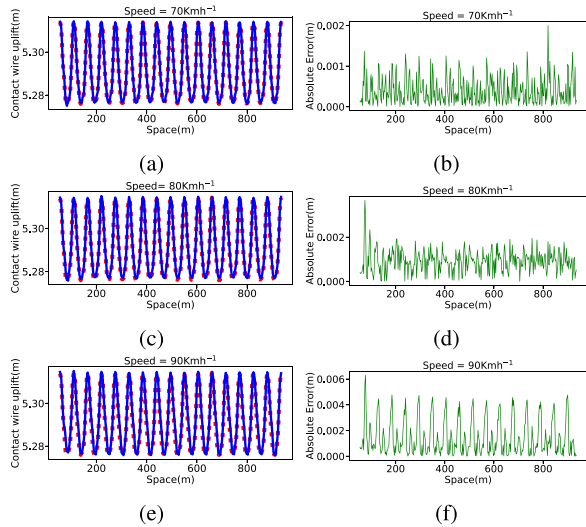 Speed = 70Kmh⁻¹
Contact wire uplift(m)
5.30
5.28
200 400 600 800
Space(m)
(a)
Speed = 70Kmh⁻¹
Absolute Error(m)
0.002
0.001
0.000
200 400 600 800
Space(m)
(b)
Speed= 80Kmh⁻¹
Contact wire uplift(m)
5.30
5.28
200 400 600 800
Space(m)
(c)
Speed = 80Kmh⁻¹
Absolute Error(m)
0.002
0.000
200 400 600 800
Space(m)
(d)
Speed = 90Kmh⁻¹
Contact wire uplift(m)
5.30
5.28
200 400 600 800
Space(m)
(e)
Speed = 90Kmh⁻¹
Absolute Error(m)
0.006
0.004
0.002
0.000
200 400 600 800
Space(m)
(f)